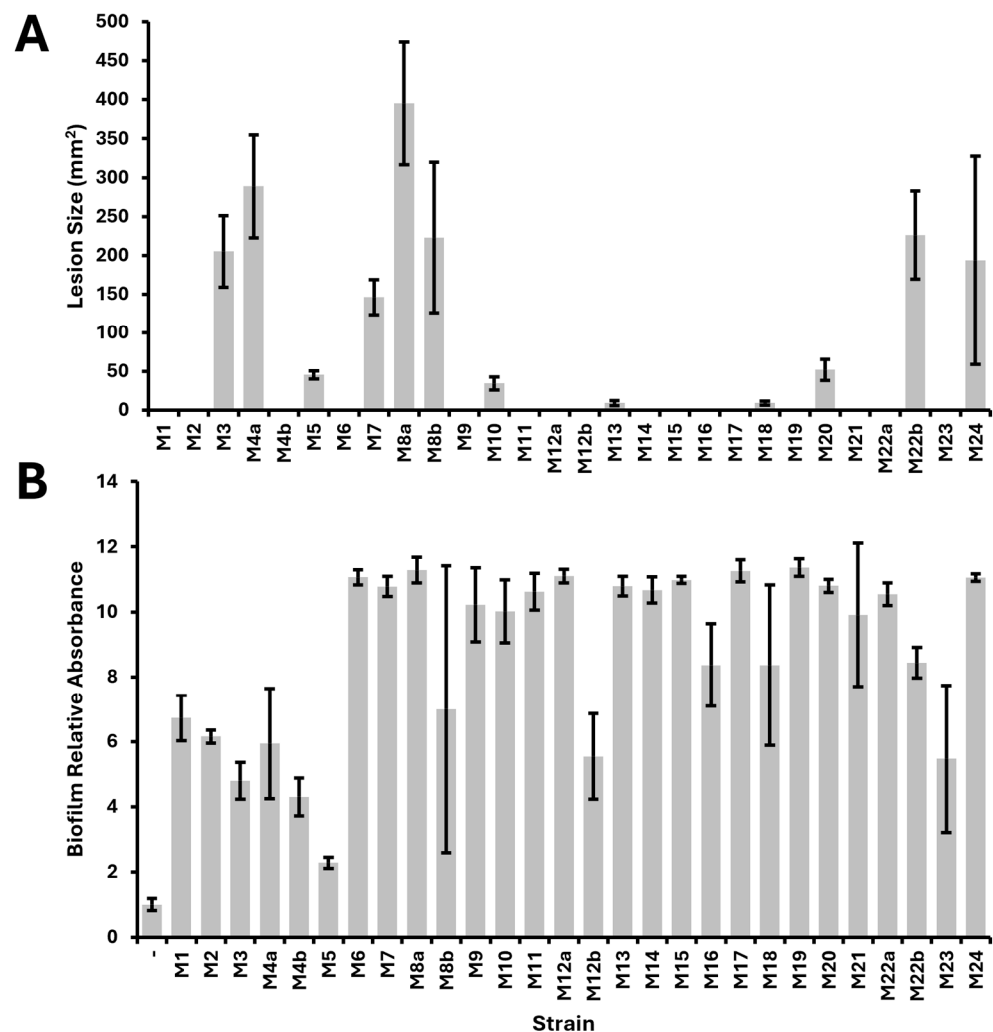 A
Lesion Size (mm²)
500
450
400
350
300
250
200
150
100
50
0
M1 M2 M3 M4a M4b M5 M6 M7 M8a M8b M9 M10 M11 M12a M12b M13 M14 M15 M16 M17 M18 M19 M20 M21 M22a M22b M23 M24
B
Biofilm Relative Absorbance
14
12
10
8
6
4
2
0
- M1 M2 M3 M4a M4b M5 M6 M7 M8a M8b M9 M10 M11 M12a M12b M13 M14 M15 M16 M17 M18 M19 M20 M21 M22a M22b M23 M24
Strain